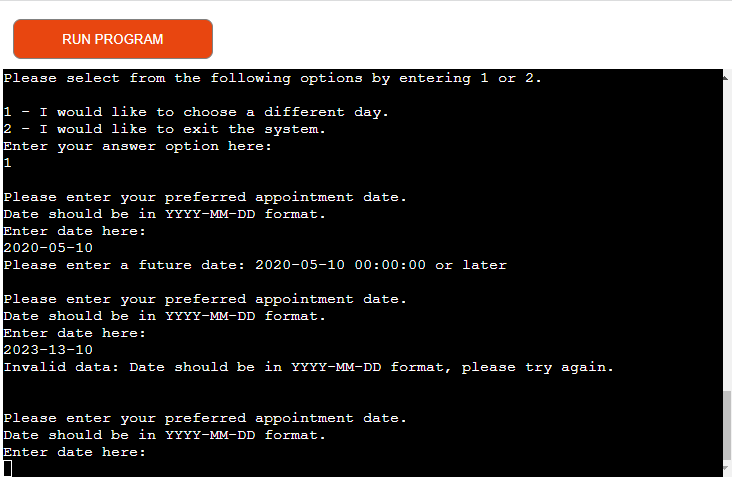 RUN PROGRAM
Please select from the following options by entering 1 or 2.
1 - I would like to choose a different day.
2 - I would like to exit the system.
Enter your answer option here:
1
Please enter your preferred appointment date.
Date should be in YYYY-MM-DD format.
Enter date here:
2020-05-10
Please enter a future date: 2020-05-10 00:00:00 or later
Please enter your preferred appointment date.
Date should be in YYYY-MM-DD format.
Enter date here:
2023-13-10
Invalid data: Date should be in YYYY-MM-DD format, please try again.
Please enter your preferred appointment date.
Date should be in YYYY-MM-DD format.
Enter date here: